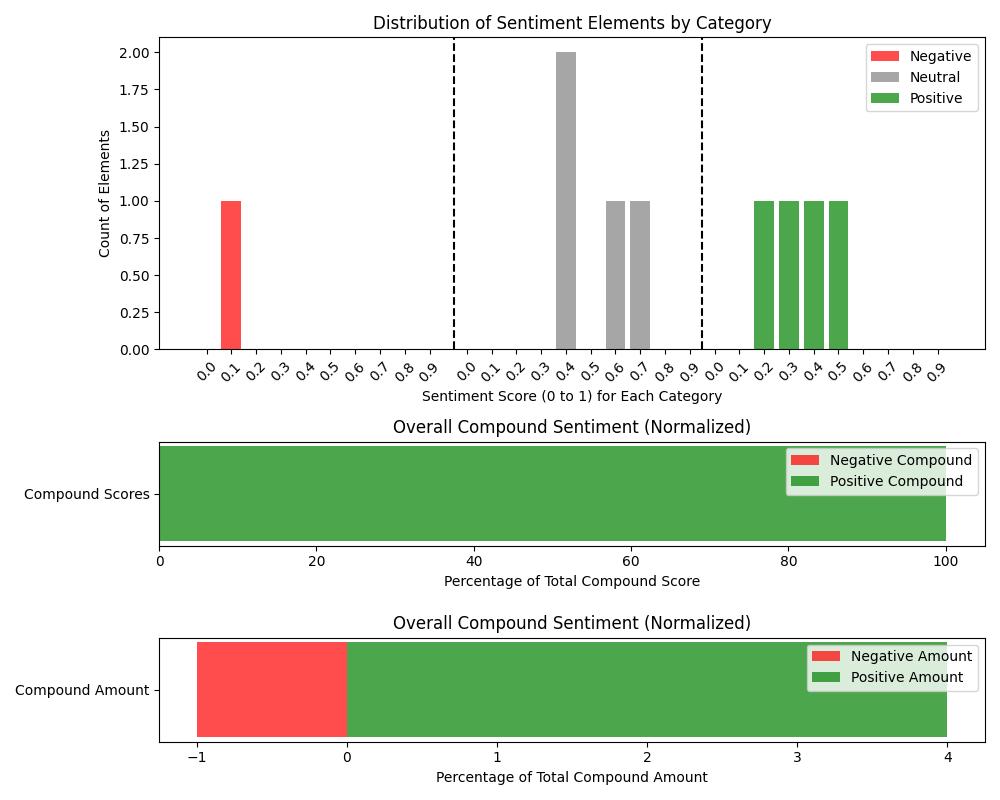 Distribution of Sentiment Elements by Category
Count of Elements
2.00
1.75
1.50
1.25
1.00
0.75
0.50
0.25
0.00
Negative
Neutral
Positive
0.0 0.1 0.2 0.3 0.4 0.5 0.6 0.7 0.8 0.9 0.0 0.1 0.2 0.3 0.4 0.5 0.6 0.7 0.8 0.9 0.0 0.1 0.2 0.3 0.4 0.5 0.6 0.7 0.8 0.9
Sentiment Score (0 to 1) for Each Category
Overall Compound Sentiment (Normalized)
Negative Compound
Positive Compound
Compound Scores
0 20 40 60 80 100
Percentage of Total Compound Score
Overall Compound Sentiment (Normalized)
Negative Amount
Positive Amount
Compound Amount
−1 0 1 2 3 4
Percentage of Total Compound Amount